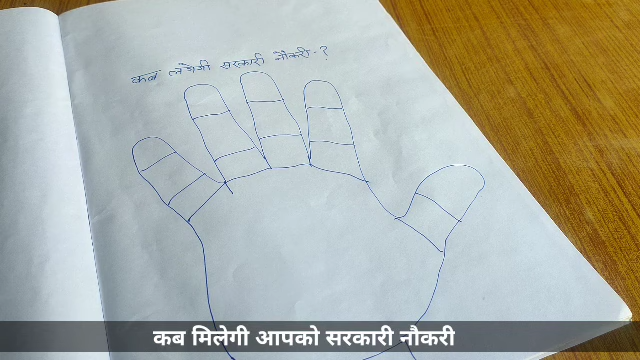 कब लगेगी सरकारी नौकरी-?
कब मिलेगी आपको सरकारी नौकरी